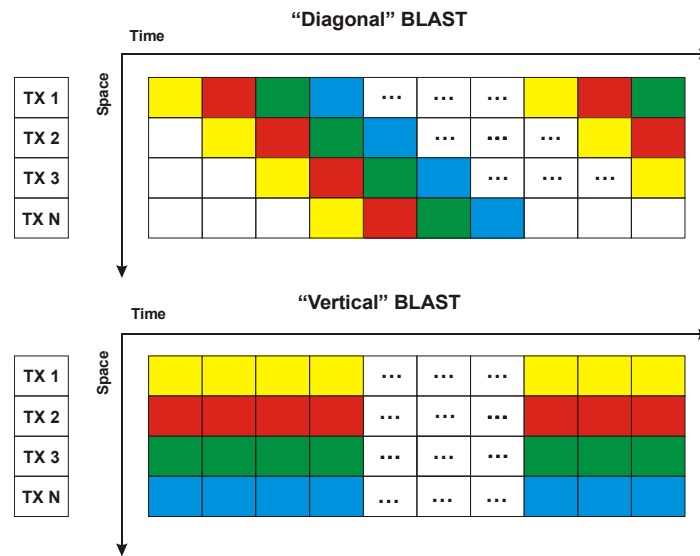 “Diagonal” BLAST
Time
Space
TX 1 ... ... ...
TX 2 ... ... ...
TX 3 ... ... ...
TX N
“Vertical” BLAST
Time
Space
TX 1 ... ... ...
TX 2 ... ... ...
TX 3 ... ... ...
TX N ... ... ...